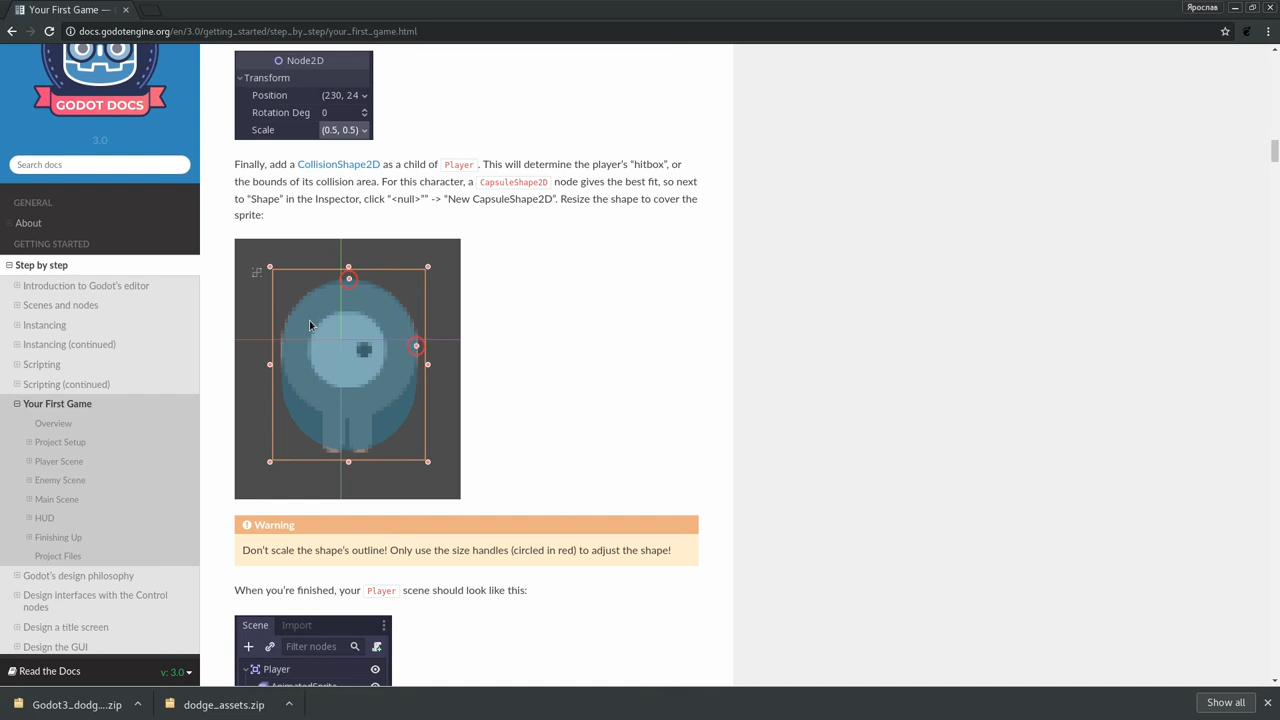 Your First Game —
Ярослав
docs.godotengine.org/en/3.0/getting_started/step_by_step/your_first_game.html
GODOT DOCS
3.0
Search docs
GENERAL
About
GETTING STARTED
Step by step
Introduction to Godot's editor
Scenes and nodes
Instancing
Instancing (continued)
Scripting
Scripting (continued)
Your First Game
Overview
Project Setup
Player Scene
Enemy Scene
Main Scene
HUD
Finishing Up
Project Files
Godot's design philosophy
Design interfaces with the Control
nodes
Design a title screen
Design the GUI
Read the Docs
v: 3.0
Node2D
Transform
Position (230, 24
Rotation Deg 0
Scale (0.5, 0.5)
Finally, add a CollisionShape2D as a child of Player . This will determine the player's “hitbox”, or
the bounds of its collision area. For this character, a CapsuleShape2D node gives the best fit, so next
to “Shape” in the Inspector, click “<null>”” -> “New CapsuleShape2D”. Resize the shape to cover the
sprite:
Warning
Don't scale the shape's outline! Only use the size handles (circled in red) to adjust the shape!
When you're finished, your Player scene should look like this:
Scene Import
Filter nodes
Player
AnimatedSprite
Godot3_dodg....zip
dodge_assets.zip
Show all